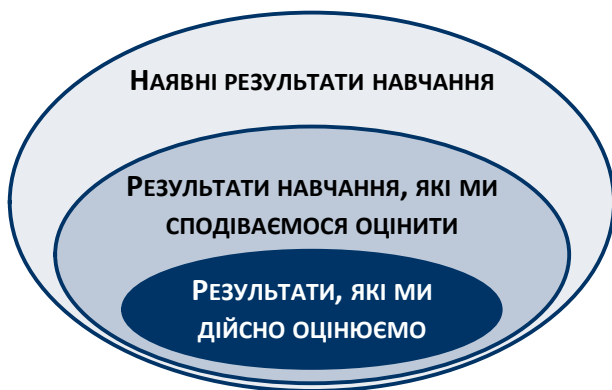 НАЯВНІ РЕЗУЛЬТАТИ НАВЧАННЯ
РЕЗУЛЬТАТИ НАВЧАННЯ, ЯКІ МИ
СПОДІВАЄМОСЯ ОЦІНИТИ
РЕЗУЛЬТАТИ, ЯКІ МИ
ДІЙСНО ОЦІНЮЄМО